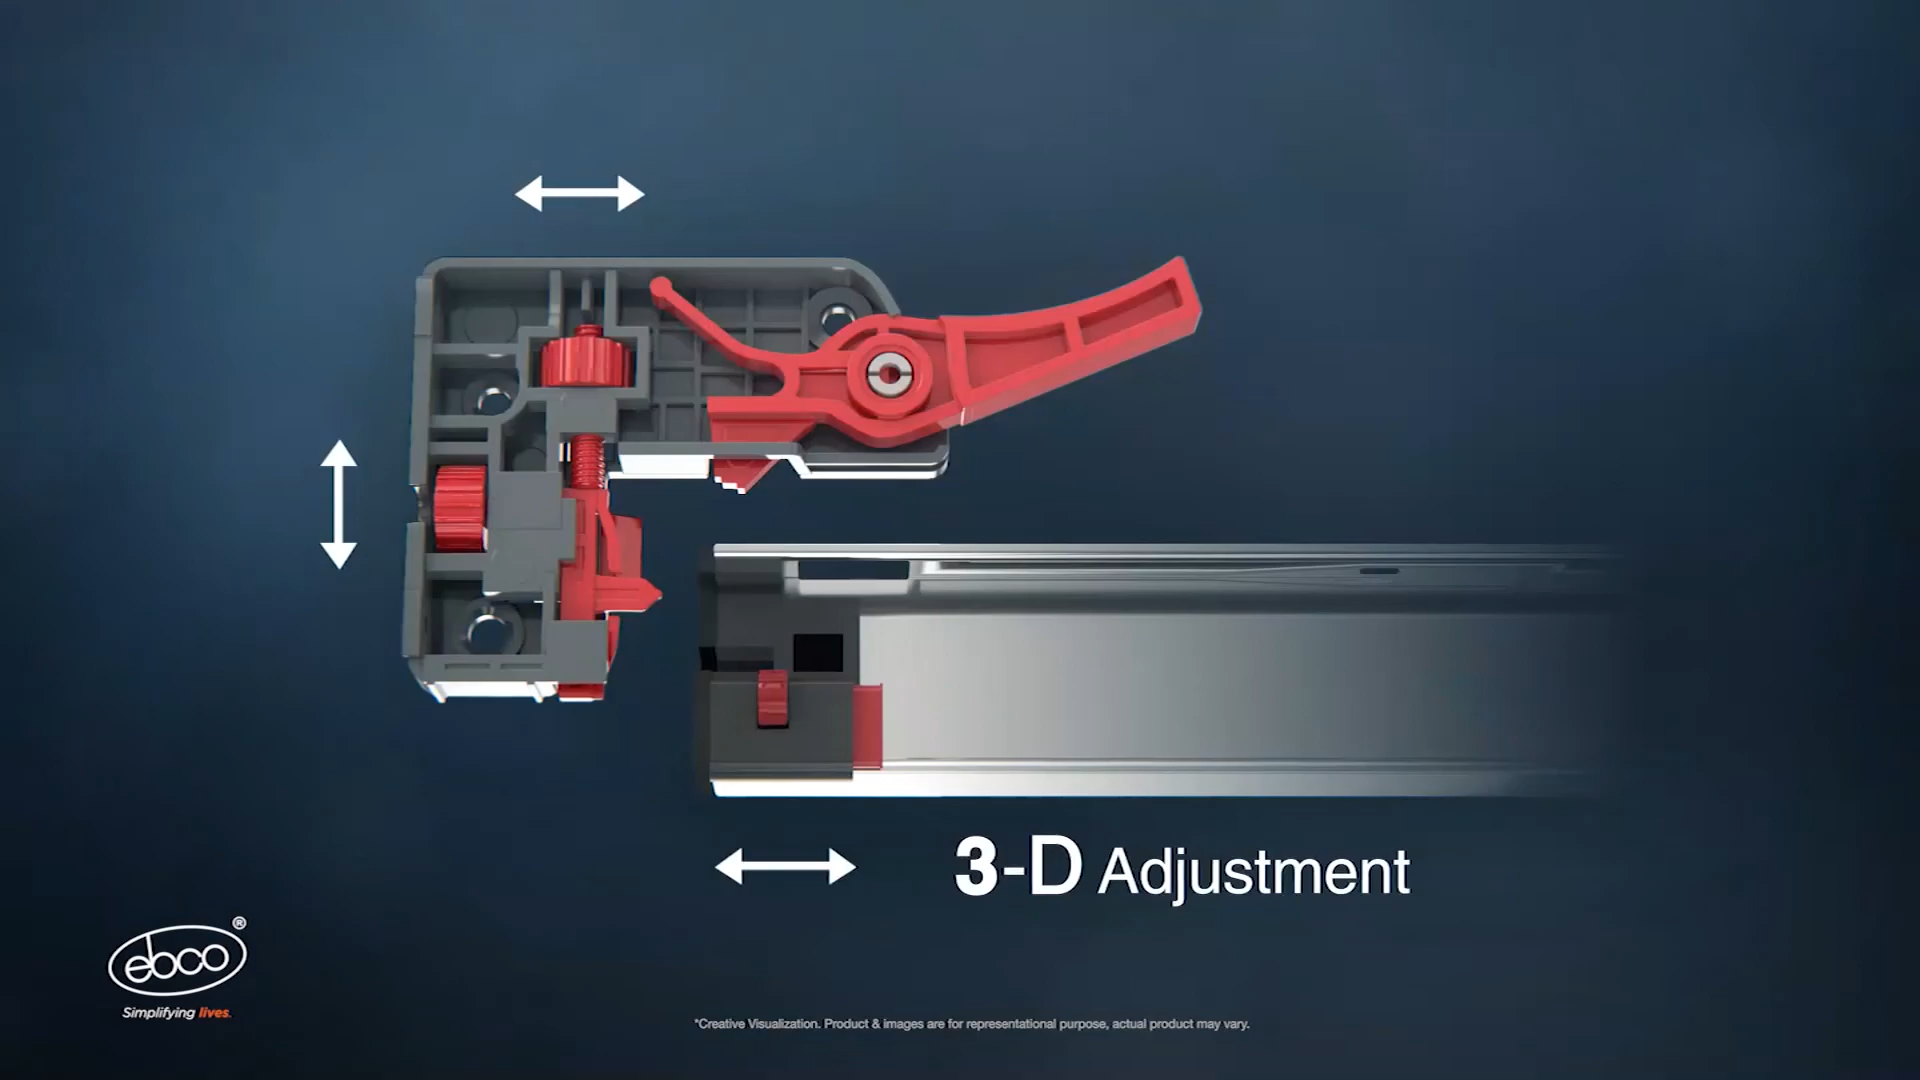 3-D Adjustment
ebco®
Simplifying lives.
*Creative Visualization. Product & images are for representational purpose, actual product may vary.